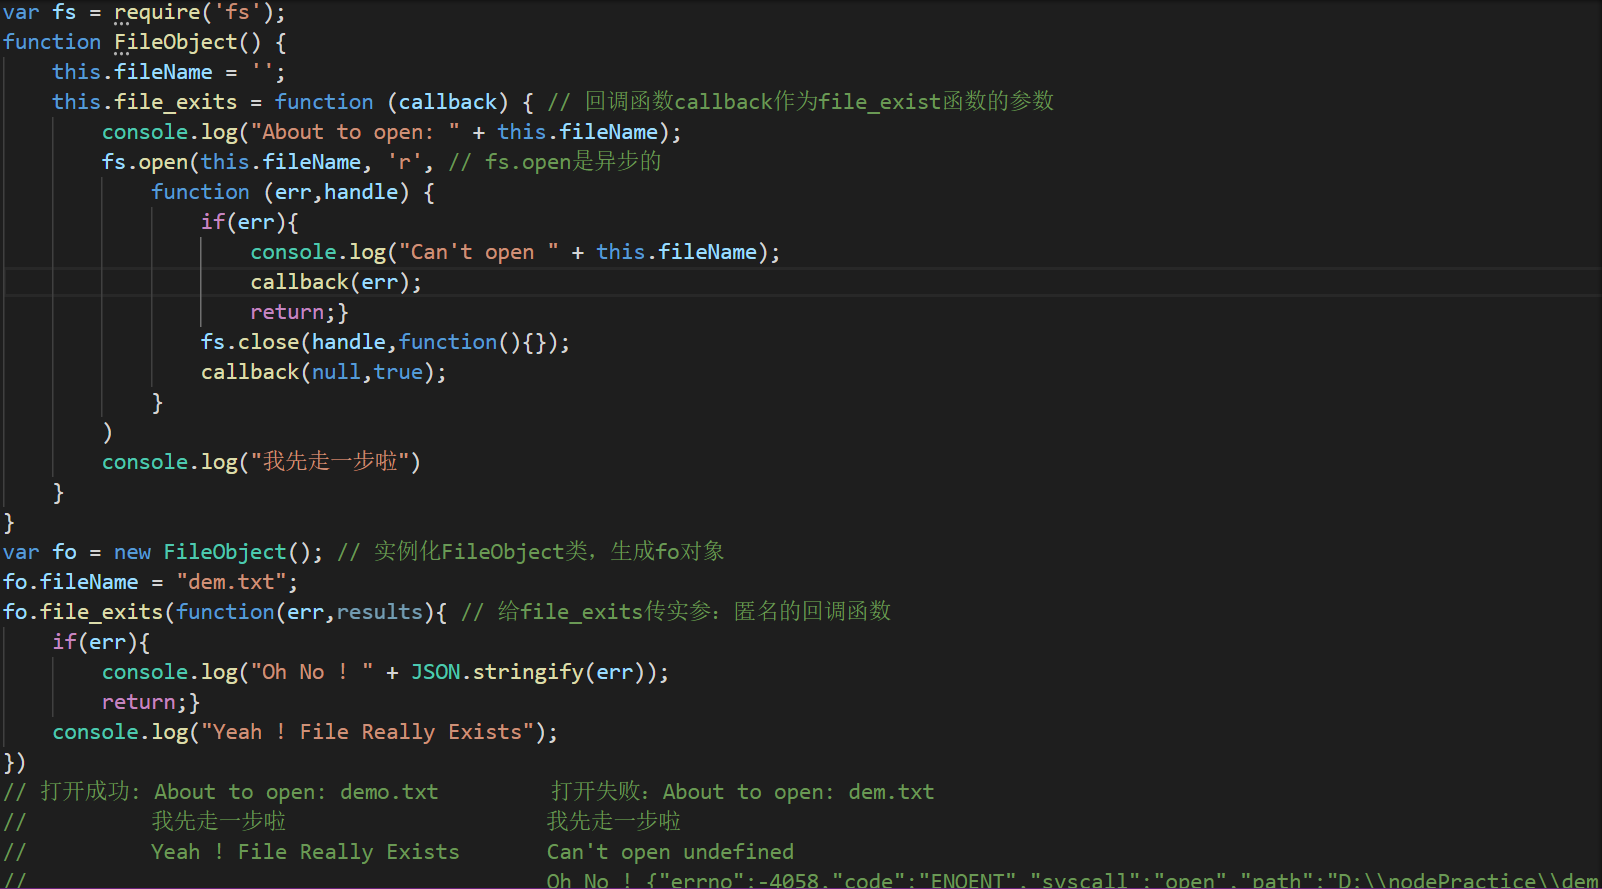 var fs = require('fs');
function FileObject() {
    this.fileName = '';
    this.file_exits = function (callback) { // 回调函数callback作为file_exist函数的参数
        console.log("About to open: " + this.fileName);
        fs.open(this.fileName, 'r', // fs.open是异步的
            function (err,handle) {
                if(err){
                    console.log("Can't open " + this.fileName);
                    callback(err);
                    return;}
                fs.close(handle,function(){});
                callback(null,true);
            }
        )
        console.log("我先走一步啦")
    }
}
var fo = new FileObject(); // 实例化FileObject类，生成fo对象
fo.fileName = "dem.txt";
fo.file_exits(function(err,results){ // 给file_exits传实参：匿名的回调函数
    if(err){
        console.log("Oh No ! " + JSON.stringify(err));
        return;}
    console.log("Yeah ! File Really Exists");
})
// 打开成功: About to open: demo.txt         打开失败：About to open: dem.txt
//          我先走一步啦                     我先走一步啦
//          Yeah ! File Really Exists       Can't open undefined
//                                          Oh No ! {"errno":-4058,"code":"ENOENT","syscall":"open","path":"D:\\nodePractice\\dem